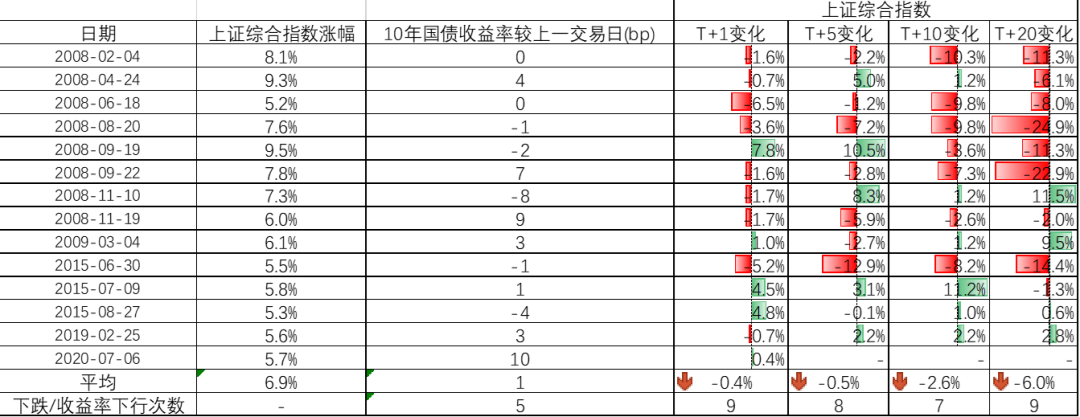 上证综合指数
日期 上证综合指数涨幅 10年国债收益率较上一交易日(bp) T+1变化 T+5变化 T+10变化 T+20变化
2008-02-04 8.1% 0 -1.6% -2.2% -10.3% -11.3%
2008-04-24 9.3% 4 -0.7% 5.0% 1.2% -6.1%
2008-06-18 5.2% 0 -6.5% -1.2% -9.8% -8.0%
2008-08-20 7.6% -1 -3.6% -7.2% -9.8% -24.9%
2008-09-19 9.5% -2 7.8% 10.5% -3.6% -11.3%
2008-09-22 7.8% 7 -1.6% -2.8% -7.3% -22.9%
2008-11-10 7.3% -8 -1.7% 8.3% 1.2% 11.5%
2008-11-19 6.0% 9 -1.7% -5.9% -2.6% -2.0%
2009-03-04 6.1% 3 1.0% -2.7% 1.2% 9.5%
2015-06-30 5.5% -1 -5.2% -12.9% -8.2% -14.4%
2015-07-09 5.8% 1 4.5% 3.1% 11.2% -1.3%
2015-08-27 5.3% -4 4.8% -0.1% 1.0% 0.6%
2019-02-25 5.6% 3 -0.7% 2.2% 2.2% 2.8%
2020-07-06 5.7% 10 0.4% - - -
平均 6.9% 1 -0.4% -0.5% -2.6% -6.0%
下跌/收益率下行次数 - 5 9 8 7 9